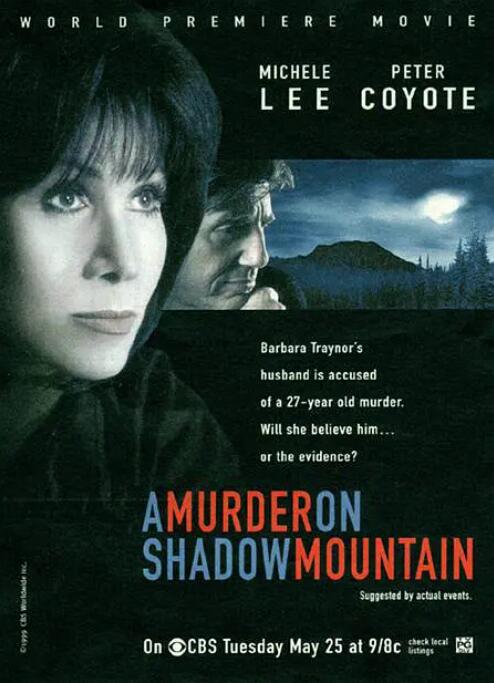 WORLD PREMIERE MOVIE
MICHELE LEE
PETER COYOTE
Barbara Traynor's
husband is accused
of a 27-year old murder.
Will she believe him...
or the evidence?
A MURDER ON
SHADOW MOUNTAIN
Suggested by actual events.
On CBS Tuesday May 25 at 9/8c
check local
listings
PG
©1999 CBS Worldwide Inc.